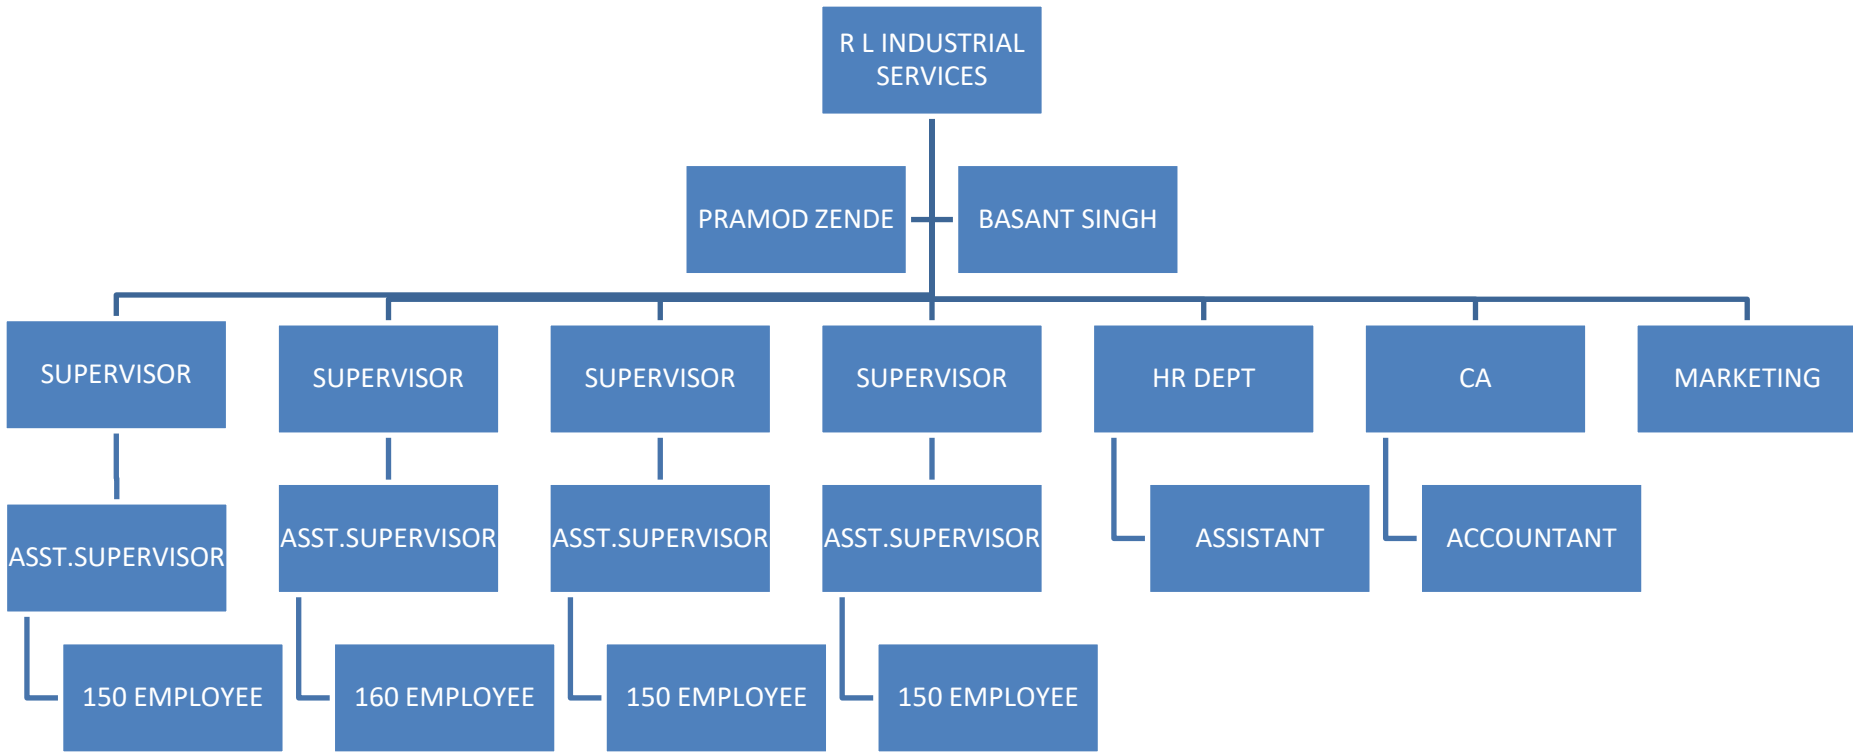 R L INDUSTRIAL
SERVICES
PRAMOD ZENDE
BASANT SINGH
SUPERVISOR
SUPERVISOR
SUPERVISOR
SUPERVISOR
HR DEPT
CA
MARKETING
ASST.SUPERVISOR
ASST.SUPERVISOR
ASST.SUPERVISOR
ASST.SUPERVISOR
ASSISTANT
ACCOUNTANT
150 EMPLOYEE
160 EMPLOYEE
150 EMPLOYEE
150 EMPLOYEE